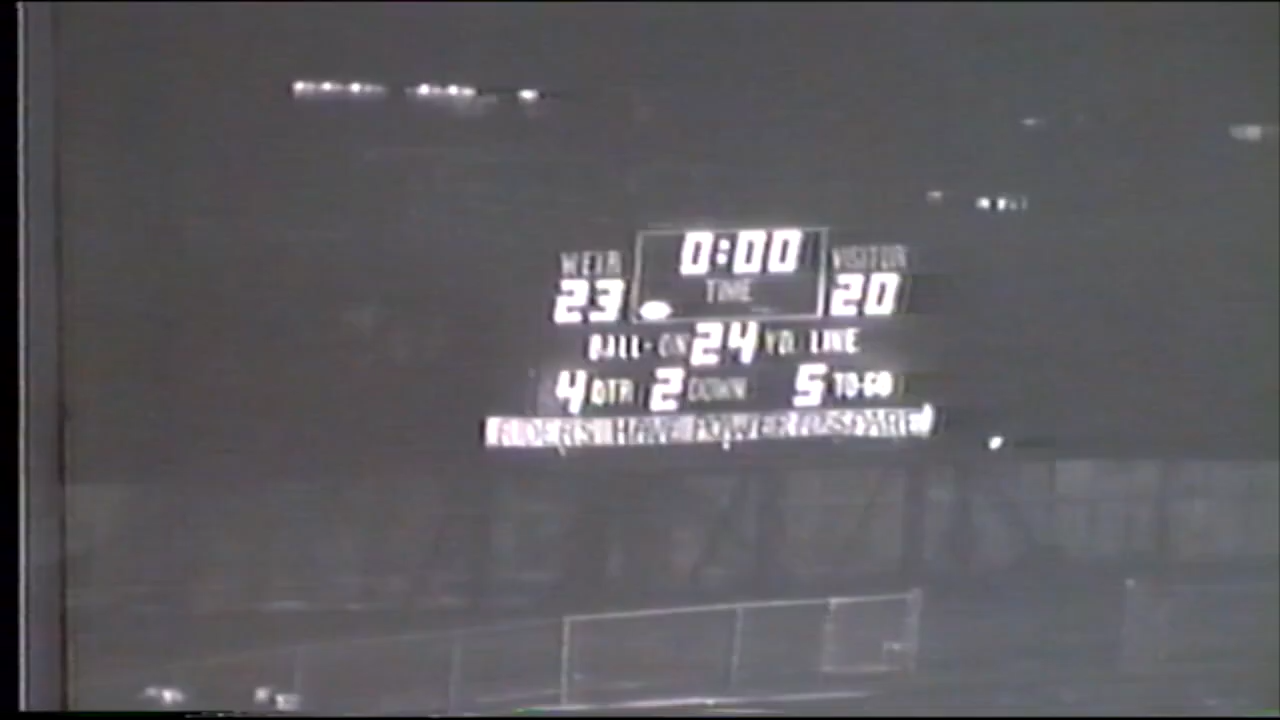 0:00
WEIR TIME VISITOR
23 20
BALL-ON 24 YD. LINE
4 QTR 2 DOWN 5 TO-GO
HAVE POWER TO SPARE